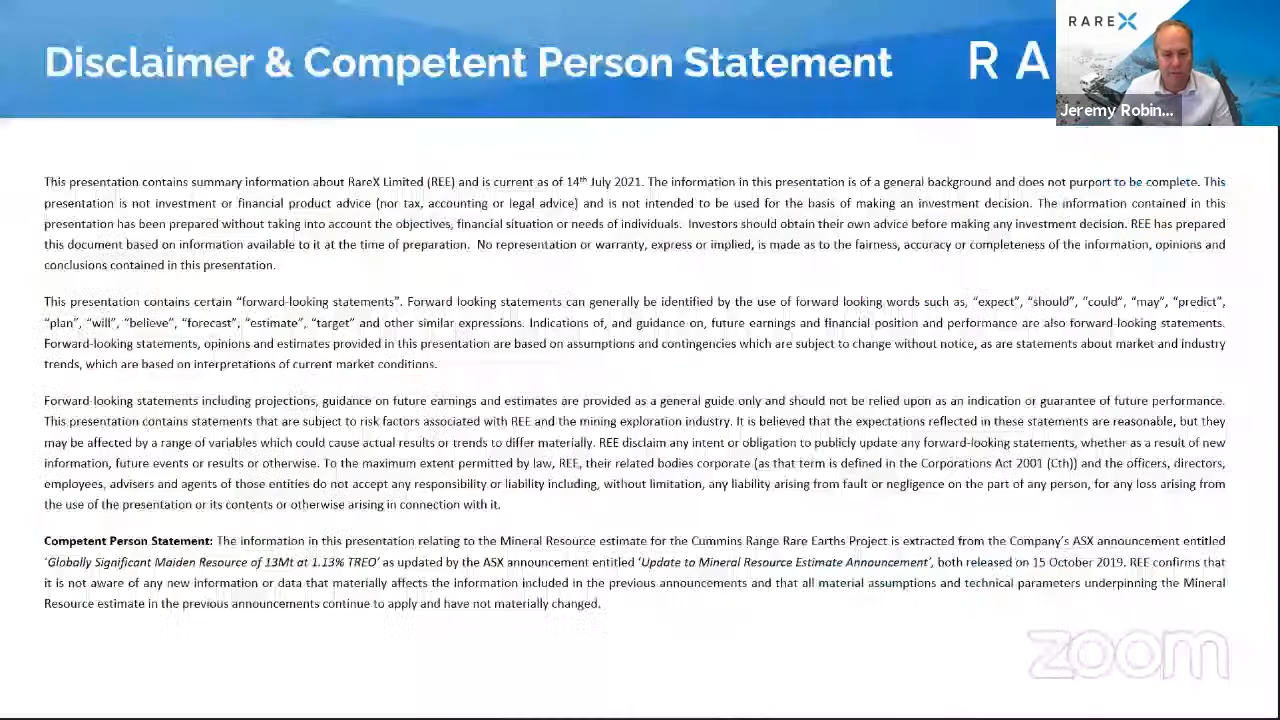 Disclaimer & Competent Person Statement
R A
RAREX
Jeremy Robin...
This presentation contains summary information about RareX Limited (REE) and is current as of 14th July 2021. The information in this presentation is of a general background and does not purport to be complete. This
presentation is not investment or financial product advice (nor tax, accounting or legal advice) and is not intended to be used for the basis of making an investment decision. The information contained in this
presentation has been prepared without taking into account the objectives, financial situation or needs of individuals. Investors should obtain their own advice before making any investment decision. REE has prepared
this document based on information available to it at the time of preparation. No representation or warranty, express or implied, is made as to the fairness, accuracy or completeness of the information, opinions and
conclusions contained in this presentation.
This presentation contains certain “forward-looking statements”. Forward looking statements can generally be identified by the use of forward looking words such as, “expect”, “should”, “could”, “may”, “predict”,
“plan”, “will”, “believe”, “forecast”, “estimate”, “target” and other similar expressions. Indications of, and guidance on, future earnings and financial position and performance are also forward-looking statements.
Forward-looking statements, opinions and estimates provided in this presentation are based on assumptions and contingencies which are subject to change without notice, as are statements about market and industry
trends, which are based on interpretations of current market conditions.
Forward-looking statements including projections, guidance on future earnings and estimates are provided as a general guide only and should not be relied upon as an indication or guarantee of future performance.
This presentation contains statements that are subject to risk factors associated with REE and the mining exploration industry. It is believed that the expectations reflected in these statements are reasonable, but they
may be affected by a range of variables which could cause actual results or trends to differ materially. REE disclaim any intent or obligation to publicly update any forward-looking statements, whether as a result of new
information, future events or results or otherwise. To the maximum extent permitted by law, REE, their related bodies corporate (as that term is defined in the Corporations Act 2001 (Cth)) and the officers, directors,
employees, advisers and agents of those entities do not accept any responsibility or liability including, without limitation, any liability arising from fault or negligence on the part of any person, for any loss arising from
the use of the presentation or its contents or otherwise arising in connection with it.
Competent Person Statement: The information in this presentation relating to the Mineral Resource estimate for the Cummins Range Rare Earths Project is extracted from the Company’s ASX announcement entitled
‘Globally Significant Maiden Resource of 13Mt at 1.13% TREO’ as updated by the ASX announcement entitled ‘Update to Mineral Resource Estimate Announcement’, both released on 15 October 2019. REE confirms that
it is not aware of any new information or data that materially affects the information included in the previous announcements and that all material assumptions and technical parameters underpinning the Mineral
Resource estimate in the previous announcements continue to apply and have not materially changed.
zoom